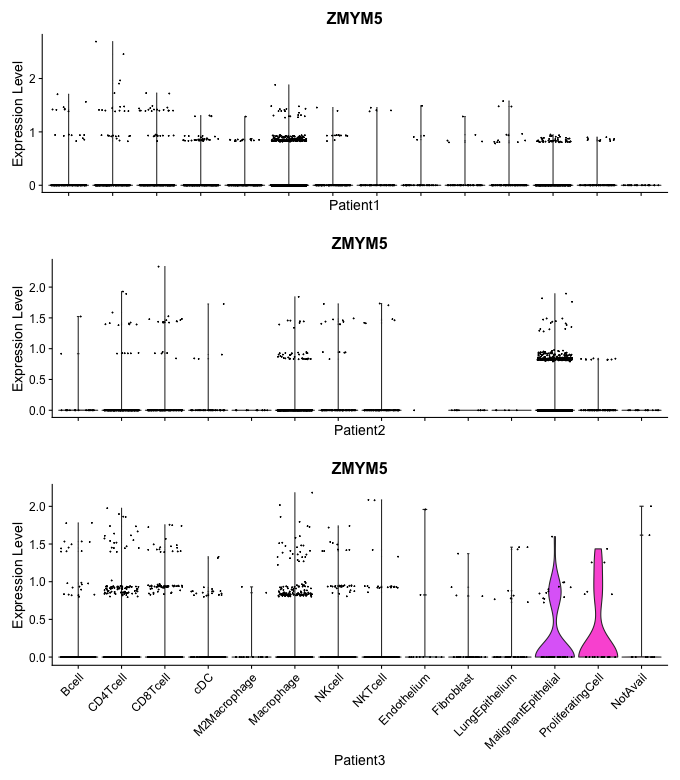 ZMYM5
Expression Level
2
1
0
Patient1
ZMYM5
Expression Level
2.0
1.5
1.0
0.5
0.0
Patient2
ZMYM5
Expression Level
2.0
1.5
1.0
0.5
0.0
Bcell
CD4Tcell
CD8Tcell
cDC
M2Macrophage
Macrophage
NKcell
NKTcell
Endothelium
Fibroblast
LungEpithelium
MalignantEpithelial
ProliferatingCell
NotAvail
Patient3